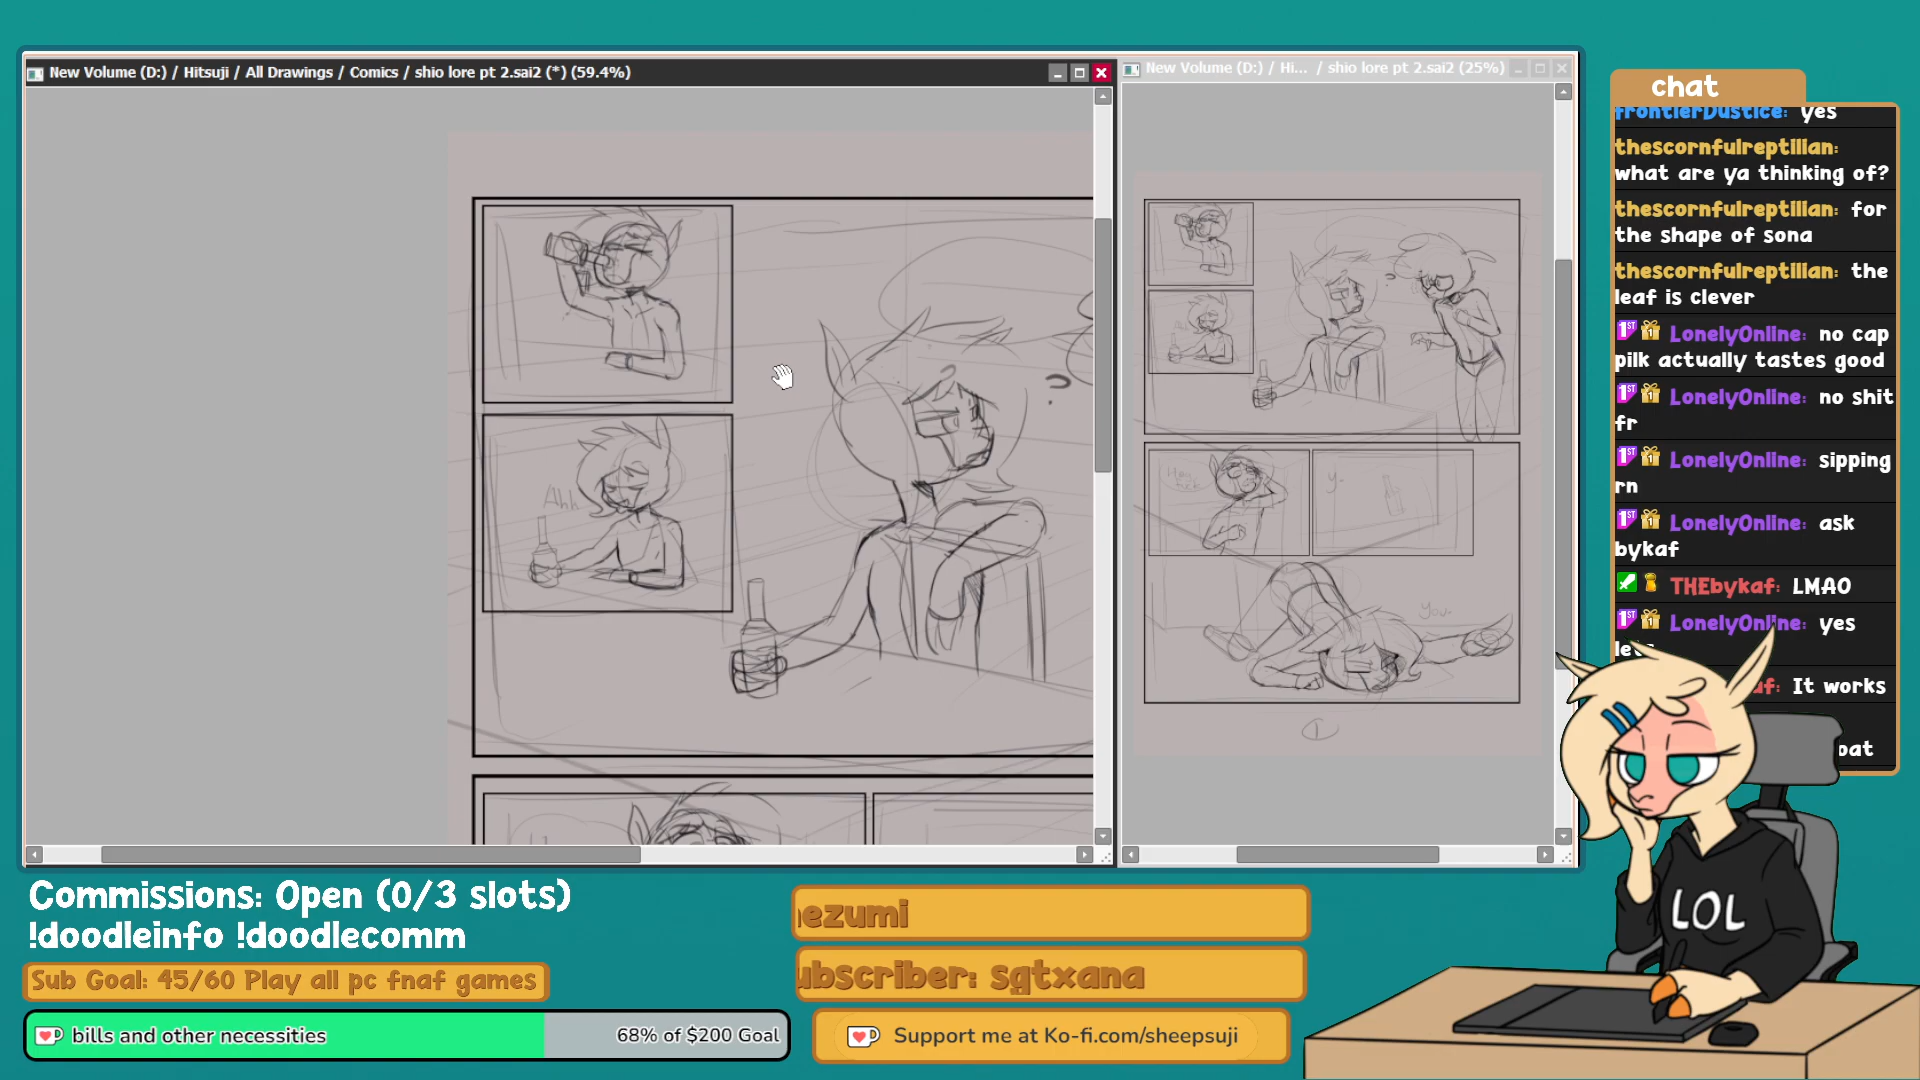 New Volume (D:) / Hitsuji / All Drawings / Comics / shio lore pt 2.sai2 (*) (59.4%)
New Volume (D:) / Hi... / shio lore pt 2.sai2 (25%)
Ahh
?
?
y-
you-
1
chat
frontierDustice: yes
thescornfulreptilian:
what are ya thinking of?
thescornfulreptilian: for
the shape of sona
thescornfulreptilian: the
leaf is clever
LonelyOnline: no cap
pilk actually tastes good
LonelyOnline: no shit
fr
LonelyOnline: sipping
rn
LonelyOnline: ask
bykaf
THEbykaf: LMAO
LonelyOnline: yes
af: It works
oat
LOL
Commissions: Open (0/3 slots)
!doodleinfo !doodlecomm
Sub Goal: 45/60 Play all pc fnaf games
bills and other necessities 68% of $200 Goal
ezumi
ubscriber: sgtxana
Support me at Ko-fi.com/sheepsuji